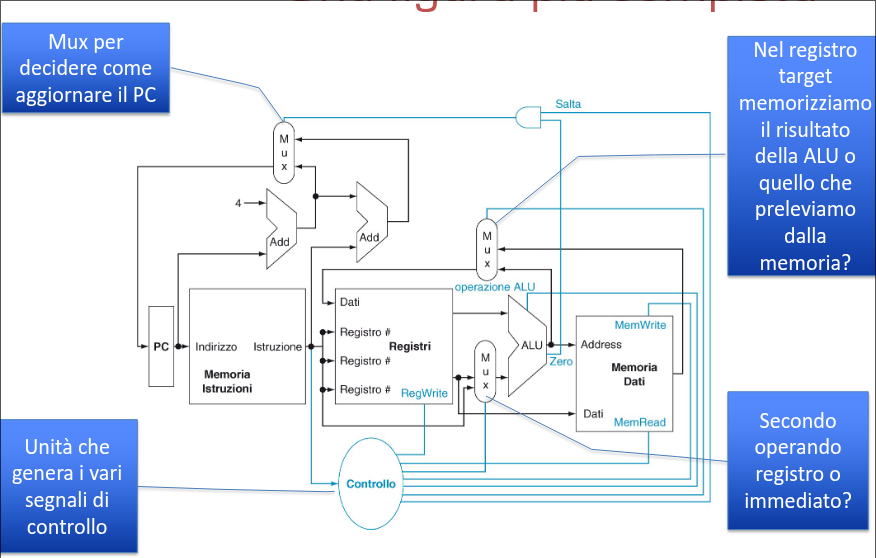 Mux per
decidere come
aggiornare il PC
Nel registro
target
memorizziamo
il risultato
della ALU o
quello che
preleviamo
dalla
memoria?
Salta
M
u
x
4
Add
Add
M
u
x
operazione ALU
Dati
Registro #
Registro #
Registro #
Registri
RegWrite
PC
Indirizzo
Istruzione
Memoria
Istruzioni
M
u
x
ALU
Zero
MemWrite
Address
Memoria
Dati
Dati
MemRead
Controllo
Unità che
genera i vari
segnali di
controllo
Secondo
operando
registro o
immediato?